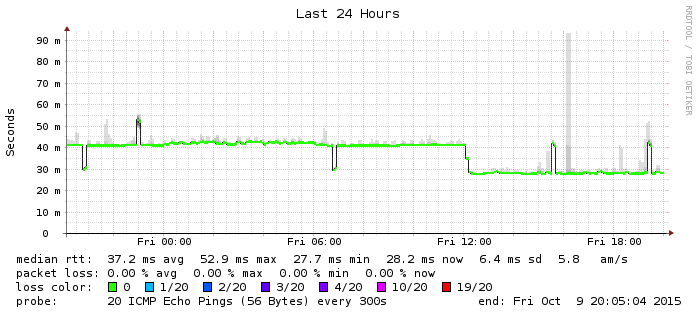 Last 24 Hours
RRDTOOL / TOBI OETIKER
Seconds
90 m
80 m
70 m
60 m
50 m
40 m
30 m
20 m
10 m
0
Fri 00:00 Fri 06:00 Fri 12:00 Fri 18:00
median rtt: 37.2 ms avg 52.9 ms max 27.7 ms min 28.2 ms now 6.4 ms sd 5.8 am/s
packet loss: 0.00 % avg 0.00 % max 0.00 % min 0.00 % now
loss color: 0 1/20 2/20 3/20 4/20 10/20 19/20
probe: 20 ICMP Echo Pings (56 Bytes) every 300s end: Fri Oct 9 20:05:04 2015